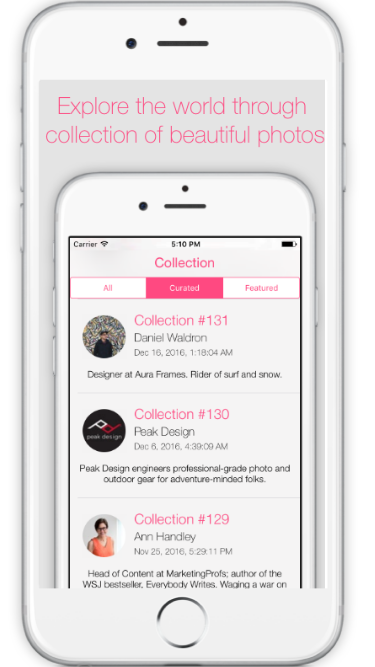 Explore the world through
collection of beautiful photos
Carrier 5:10 PM
Collection
All Curated Featured
Collection #131
Daniel Waldron
Dec 16, 2016, 1:18:04 AM
Designer at Aura Frames. Rider of surf and snow.
peak design
Collection #130
Peak Design
Dec 6, 2016, 4:39:09 AM
Peak Design engineers professional-grade photo and
outdoor gear for adventure-minded folks.
Collection #129
Ann Handley
Nov 25, 2016, 5:29:11 PM
Head of Content at MarketingProfs; author of the
WSJ bestseller, Everybody Writes. Waging a war on